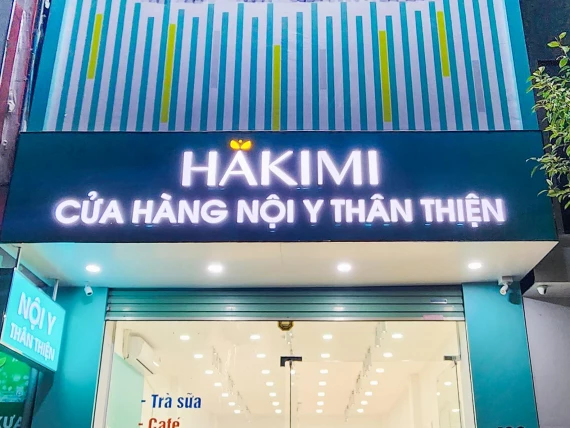 HAKIMI
CỬA HÀNG NỘI Y THÂN THIỆN
NỘI Y
THÂN THIỆN
- Trà sữa
- Café